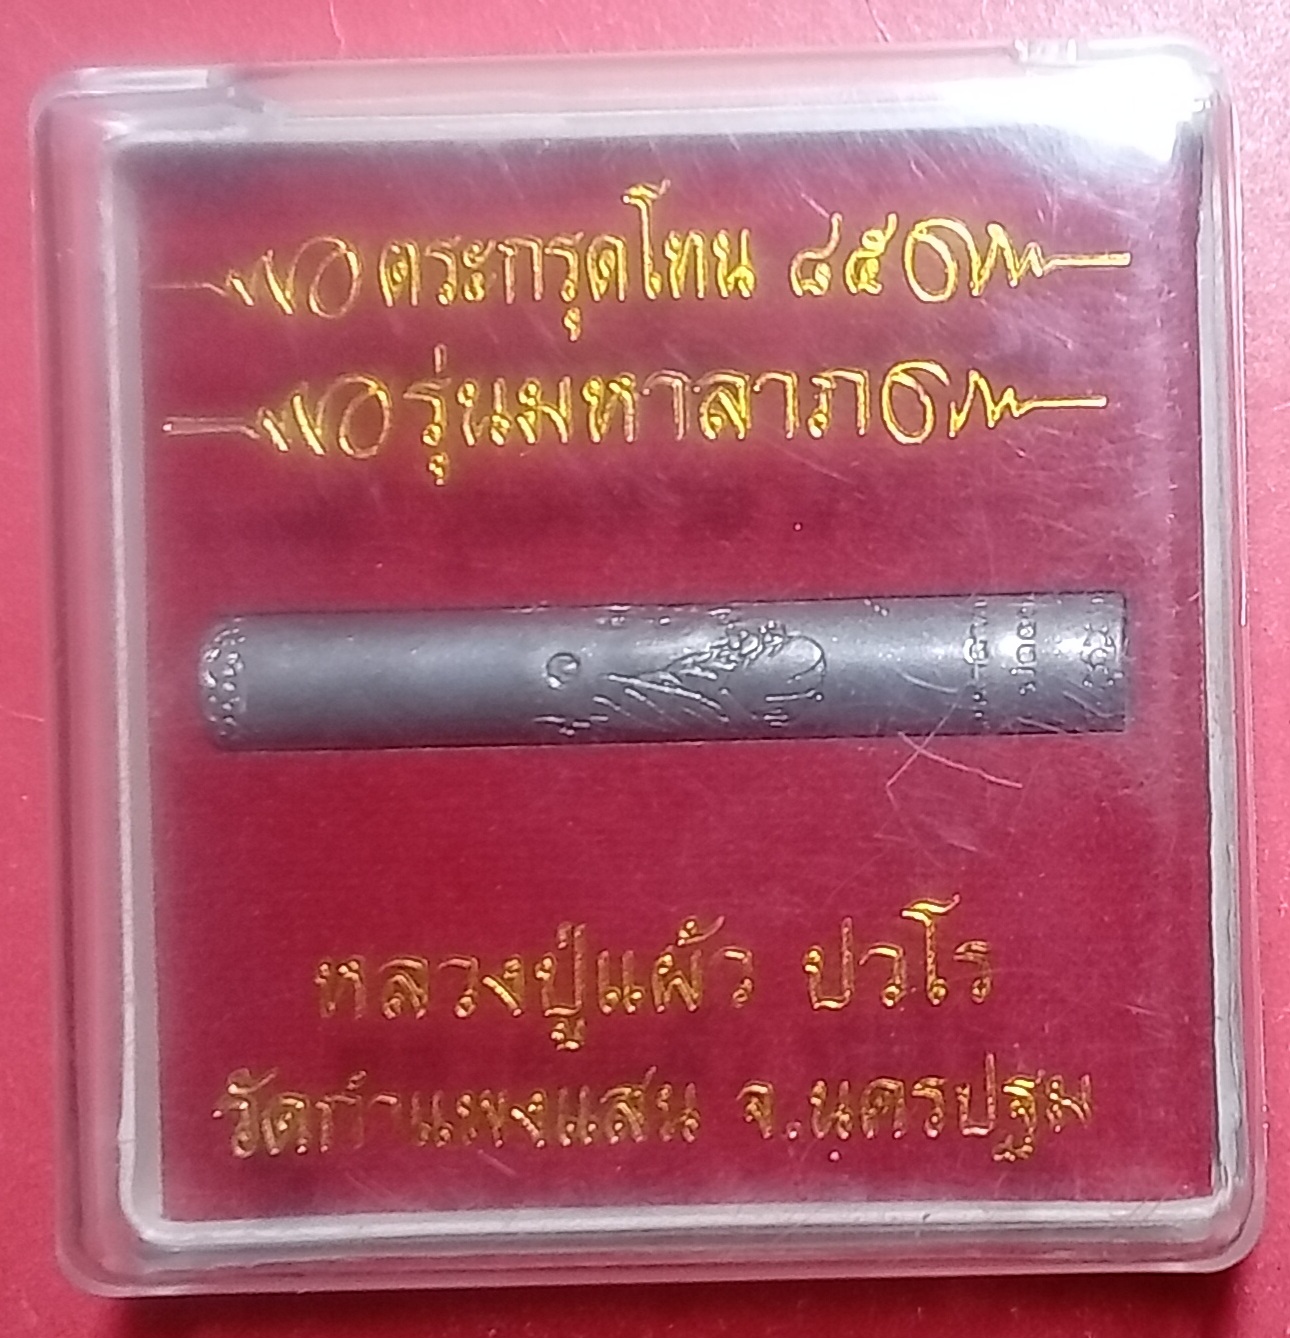 ตระกรุดโทน ๘๕
รุ่นมหาลาภ
หลวงปู่แผ้ว ปวโร
วัดกำแพงแสน จ.นครปฐม